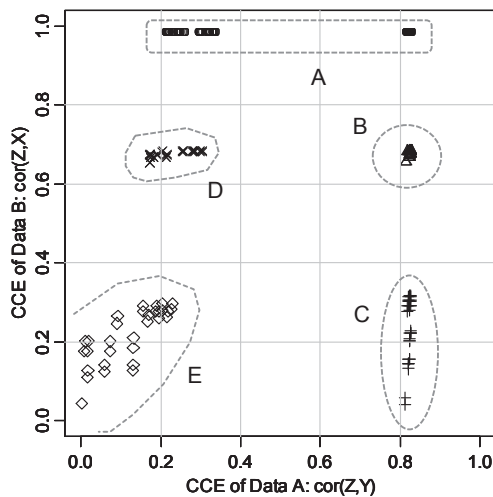 1.0
0.8
0.6
0.4
0.2
0.0
CCE of Data B: cor(Z,X)
A
B
D
C
E
0.0 0.2 0.4 0.6 0.8 1.0
CCE of Data A: cor(Z,Y)